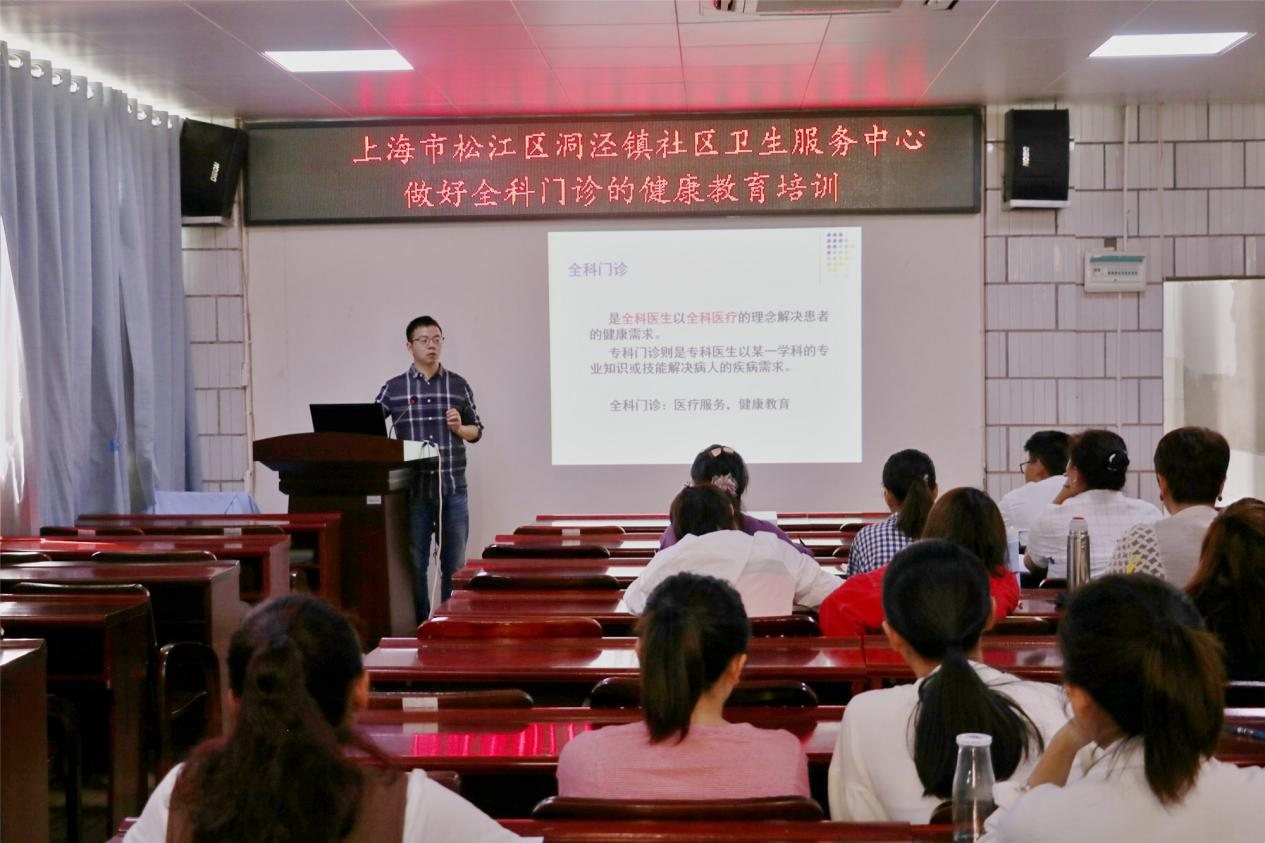 上海市松江区洞泾镇社区卫生服务中心
做好全科门诊的健康教育培训
全科门诊
是全科医生以全科医疗的理念解决患者
的健康需求。
专科门诊则是专科医生以某一学科的专
业知识或技能解决病人的疾病需求。
全科门诊：医疗服务，健康教育